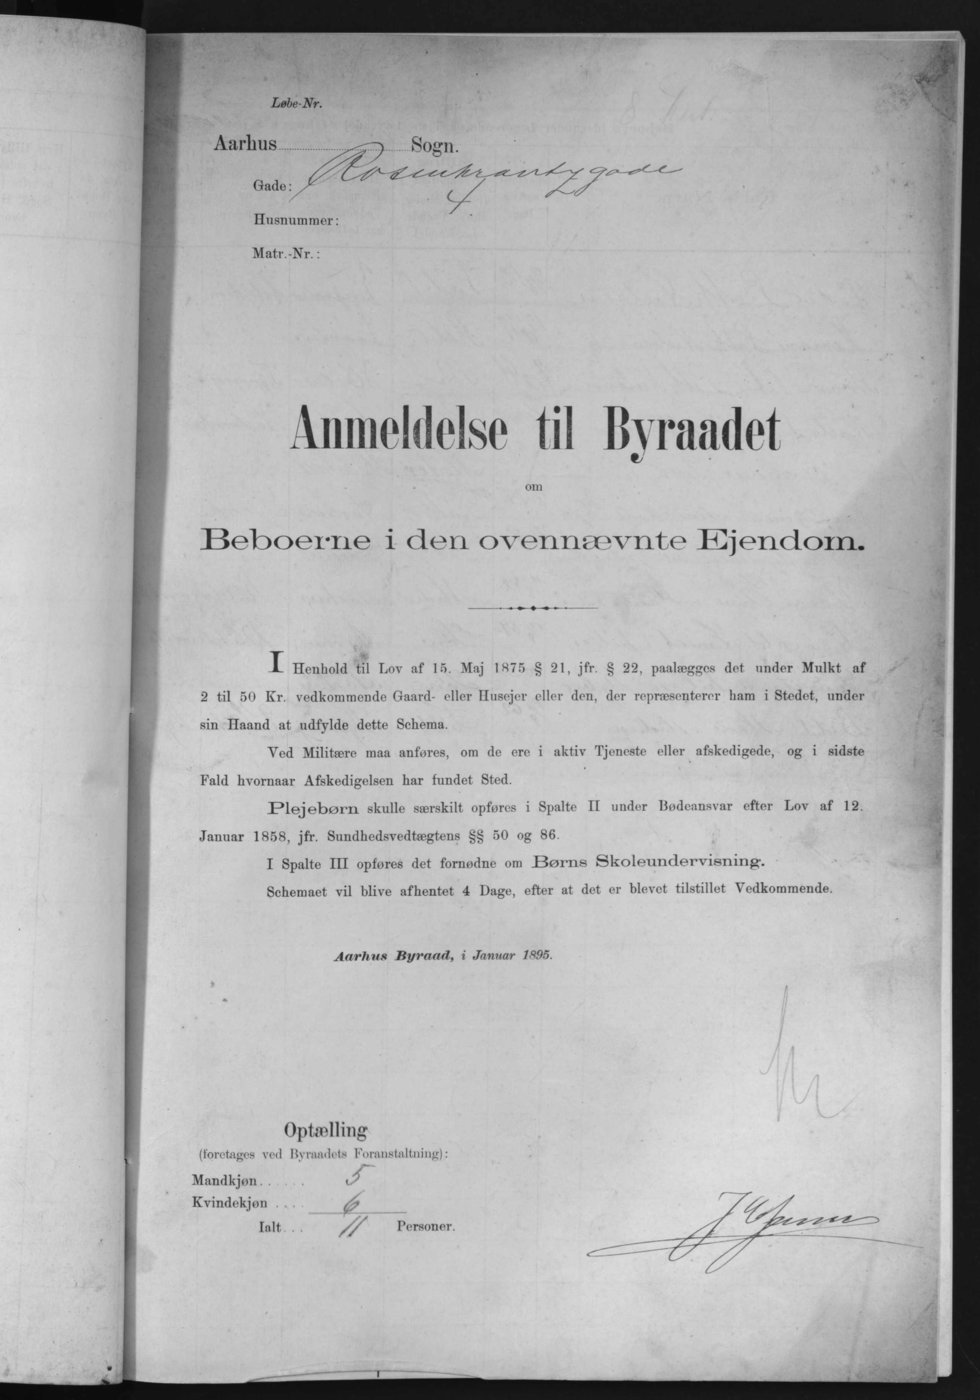 Løbe-Nr.
Aarhus Sogn.
Gade: Rosenkrantzgade
4
Husnummer:
Matr.-Nr.:
Anmeldelse til Byraadet
om
Beboerne i den ovennævnte Ejendom.
I Henhold til Lov af 15. Maj 1875 § 21, jfr. § 22, paalægges det under Mulkt af
2 til 50 Kr. vedkommende Gaard- eller Husejer eller den, der repræsenterer ham i Stedet, under
sin Haand at udfylde dette Schema.
Ved Militære maa anføres, om de ere i aktiv Tjeneste eller afskedigede, og i sidste
Fald hvornaar Afskedigelsen har fundet Sted.
Plejebørn skulle særskilt opføres i Spalte II under Bødeansvar efter Lov af 12.
Januar 1858, jfr. Sundhedsvedtægtens §§ 50 og 86.
I Spalte III opføres det fornødne om Børns Skoleundervisning.
Schemaet vil blive afhentet 4 Dage, efter at det er blevet tilstillet Vedkommende.
Aarhus Byraad, i Januar 1895.
Optælling
(foretages ved Byraadets Foranstaltning):
Mandkjøn...... 5
Kvindekjøn .... 6
Ialt... 11 Personer.